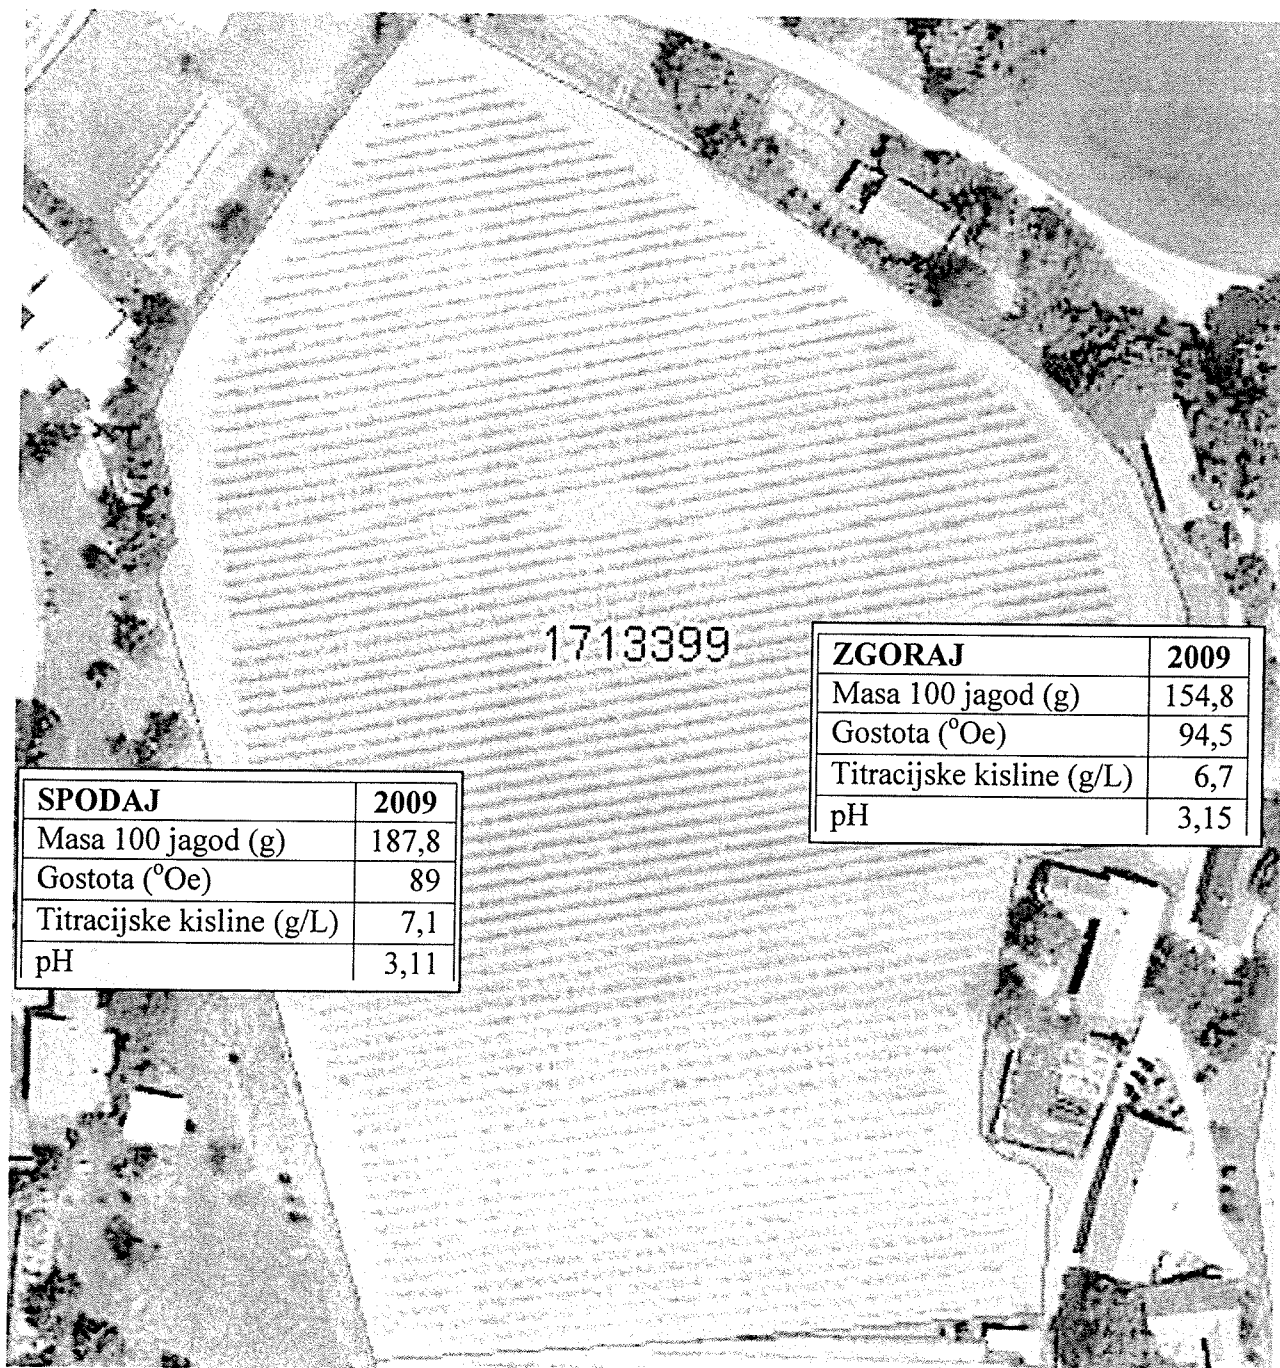 1713399
ZGORAJ 2009
Masa 100 jagod (g) 154,8
Gostota (°Oe) 94,5
Titracijske kisline (g/L) 6,7
pH 3,15
SPODAJ 2009
Masa 100 jagod (g) 187,8
Gostota (°Oe) 89
Titracijske kisline (g/L) 7,1
pH 3,11